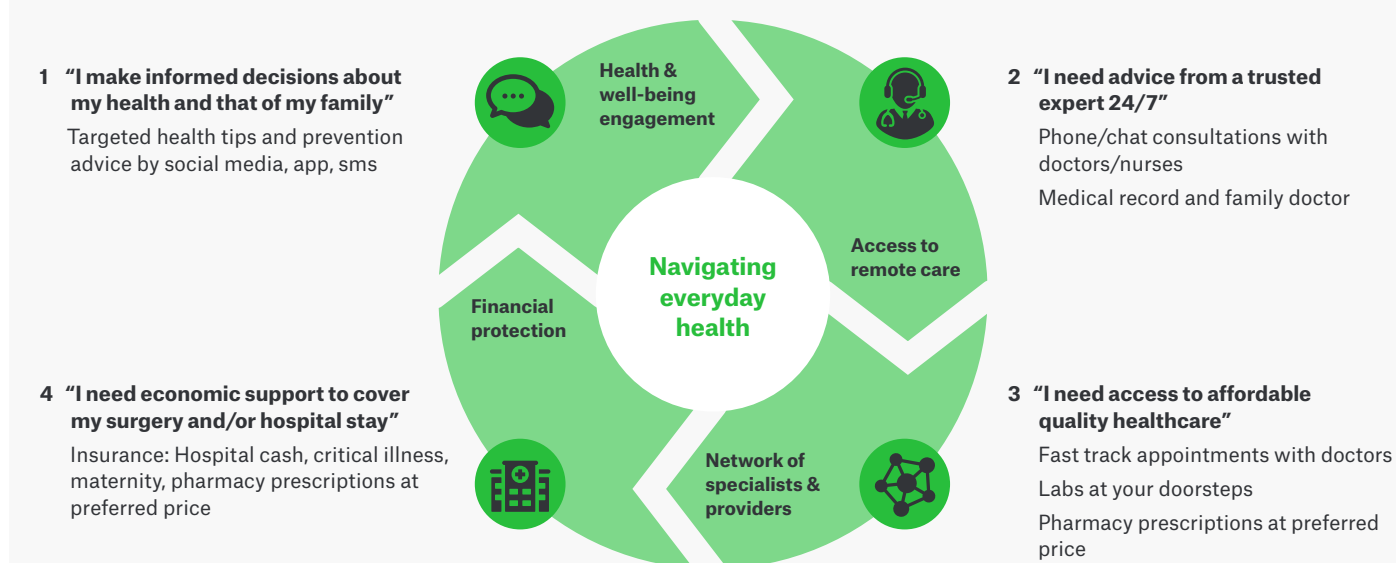 1 “I make informed decisions about
my health and that of my family”
Targeted health tips and prevention
advice by social media, app, sms
Health &
well-being
engagement
2 “I need advice from a trusted
expert 24/7”
Phone/chat consultations with
doctors/nurses
Medical record and family doctor
Access to
remote care
Navigating
everyday
health
Financial
protection
4 “I need economic support to cover
my surgery and/or hospital stay”
Insurance: Hospital cash, critical illness,
maternity, pharmacy prescriptions at
preferred price
Network of
specialists &
providers
3 “I need access to affordable
quality healthcare”
Fast track appointments with doctors
Labs at your doorsteps
Pharmacy prescriptions at preferred
price